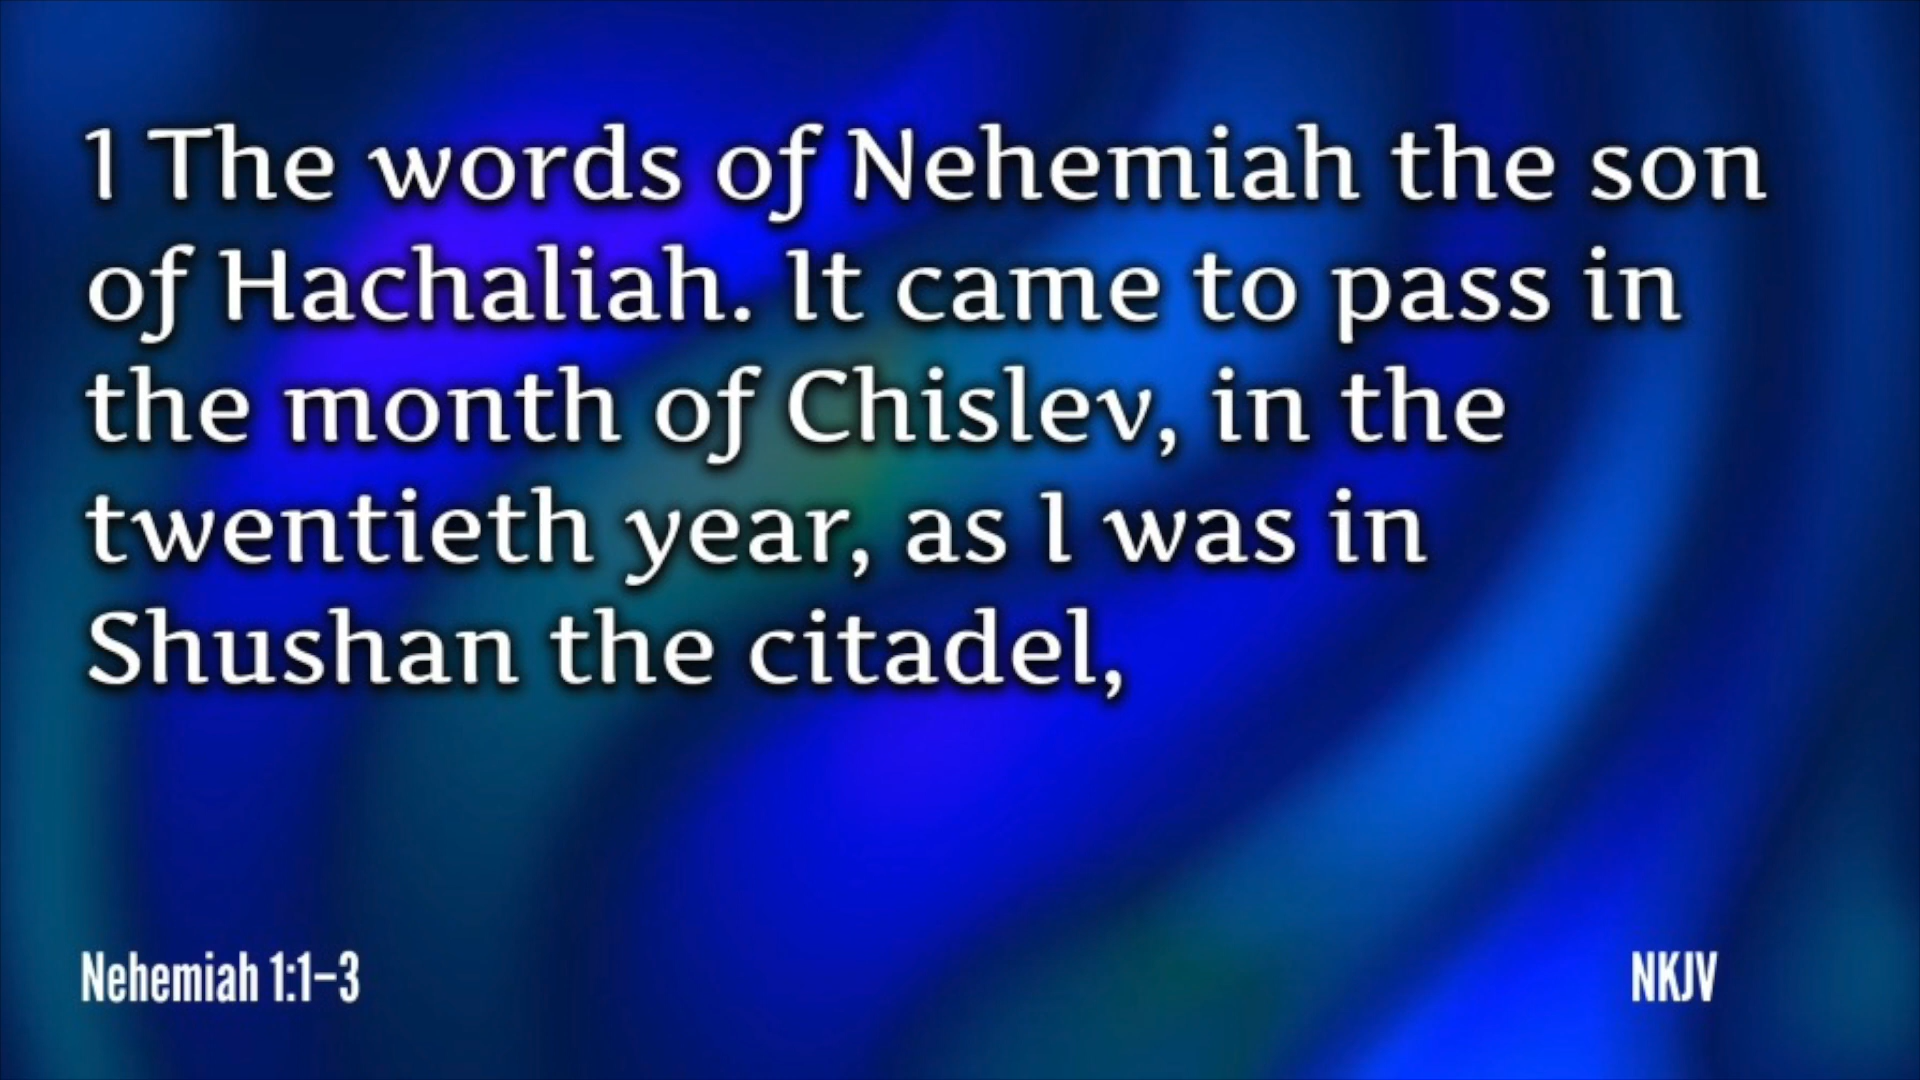 1 The words of Nehemiah the son
of Hachaliah. It came to pass in
the month of Chislev, in the
twentieth year, as I was in
Shushan the citadel,
Nehemiah 1:1–3
NKJV